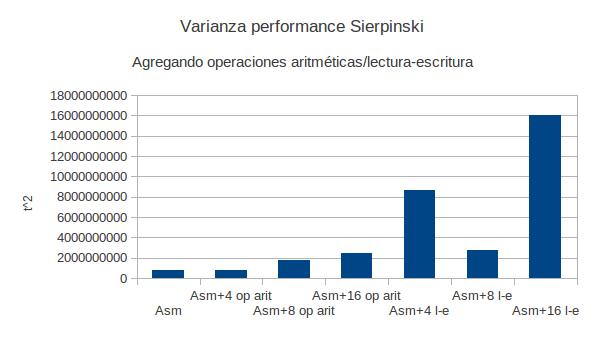 Varianza performance Sierpinski
Agregando operaciones aritméticas/lectura-escritura
18000000000
16000000000
14000000000
12000000000
10000000000
8000000000
6000000000
4000000000
2000000000
0
t^2
Asm+4 op arit Asm+16 op arit Asm+8 l-e
Asm Asm+8 op arit Asm+4 l-e Asm+16 l-e